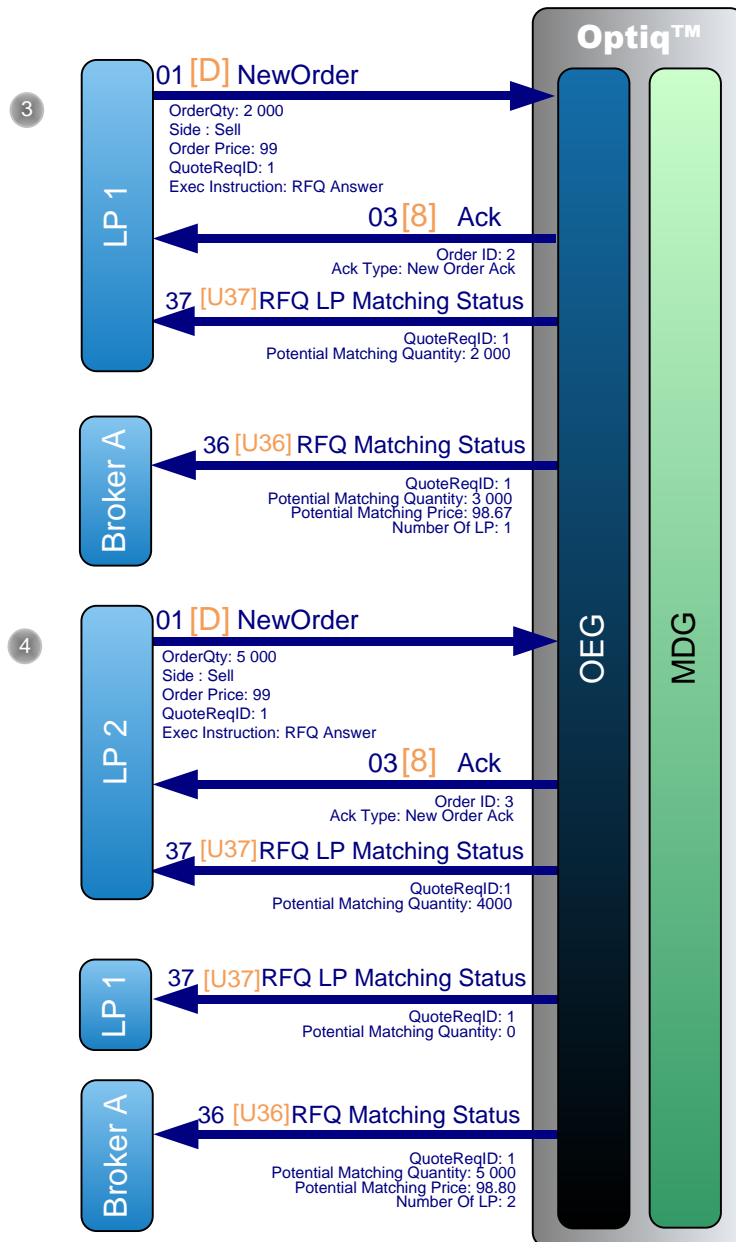 Optiq™
OEG
MDG
3
LP 1
01 [D] NewOrder
OrderQty: 2 000
Side : Sell
Order Price: 99
QuoteReqID: 1
Exec Instruction: RFQ Answer
03 [8] Ack
Order ID: 2
Ack Type: New Order Ack
37 [U37] RFQ LP Matching Status
QuoteReqID: 1
Potential Matching Quantity: 2 000
Broker A
36 [U36] RFQ Matching Status
QuoteReqID: 1
Potential Matching Quantity: 3 000
Potential Matching Price: 98.67
Number Of LP: 1
4
LP 2
01 [D] NewOrder
OrderQty: 5 000
Side : Sell
Order Price: 99
QuoteReqID: 1
Exec Instruction: RFQ Answer
03 [8] Ack
Order ID: 3
Ack Type: New Order Ack
37 [U37] RFQ LP Matching Status
QuoteReqID:1
Potential Matching Quantity: 4000
LP 1
37 [U37] RFQ LP Matching Status
QuoteReqID: 1
Potential Matching Quantity: 0
Broker A
36 [U36] RFQ Matching Status
QuoteReqID: 1
Potential Matching Quantity: 5 000
Potential Matching Price: 98.80
Number Of LP: 2